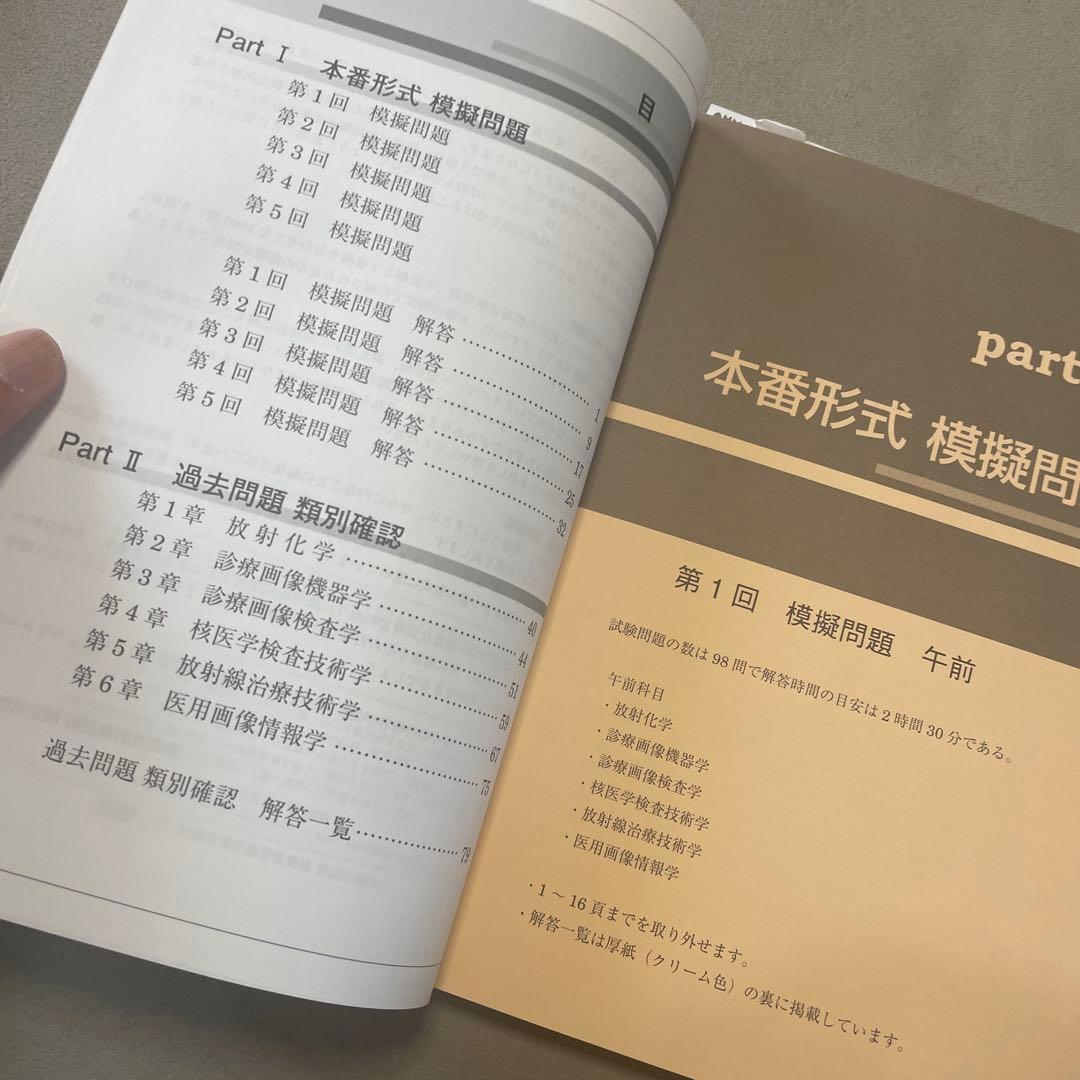 目
Part Ⅰ 本番形式 模擬問題
第1回 模擬問題
第2回 模擬問題
第3回 模擬問題
第4回 模擬問題
第5回 模擬問題
第1回 模擬問題 解答 …………………… 1
第2回 模擬問題 解答 …………………… 9
第3回 模擬問題 解答 …………………… 17
第4回 模擬問題 解答 …………………… 25
第5回 模擬問題 解答 …………………… 32
Part Ⅱ 過去問題 類別確認
第1章 放射化学 …………………… 40
第2章 診療画像機器学 …………………… 44
第3章 診療画像検査学 …………………… 51
第4章 核医学検査技術学 …………………… 59
第5章 放射線治療技術学 …………………… 67
第6章 医用画像情報学 …………………… 75
過去問題 類別確認 解答一覧 …………………… 79
part
本番形式 模擬問
第1回 模擬問題 午前
試験問題の数は98問で解答時間の目安は2時間30分である。
午前科目
・放射化学
・診療画像機器学
・診療画像検査学
・核医学検査技術学
・放射線治療技術学
・医用画像情報学
・1〜16頁までを取り外せます。
・解答一覧は厚紙（クリーム色）の裏に掲載しています。